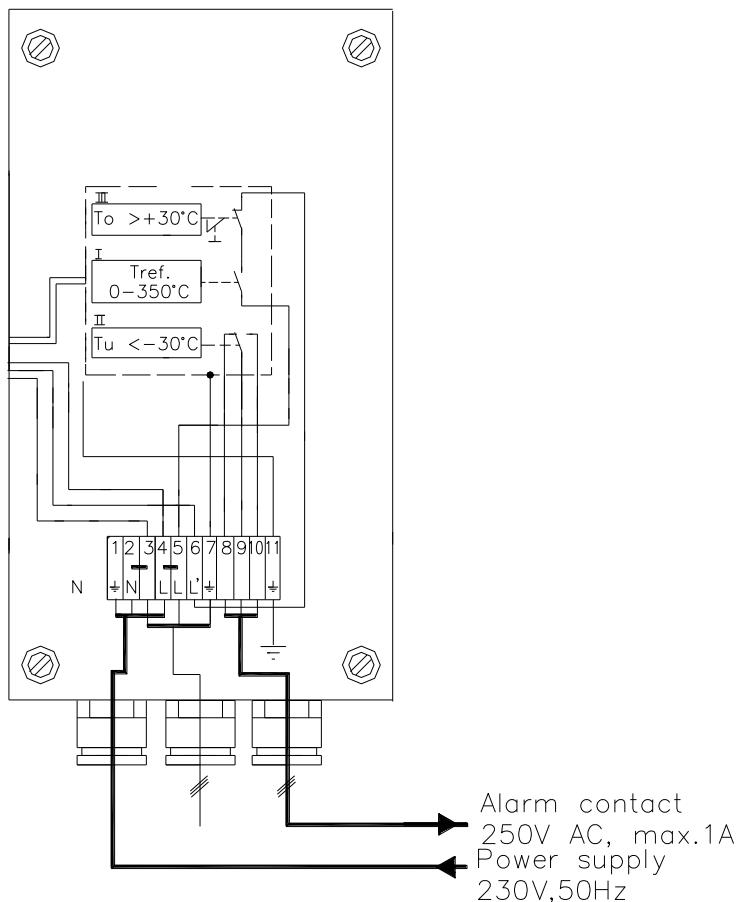 III
To >+30°C
I
Tref.
0-350°C
II
Tu <-30°C
1 2 3 4 5 6 7 8 9 10 11
N N L L L'
Alarm contact
250V AC, max.1A
Power supply
230V,50Hz